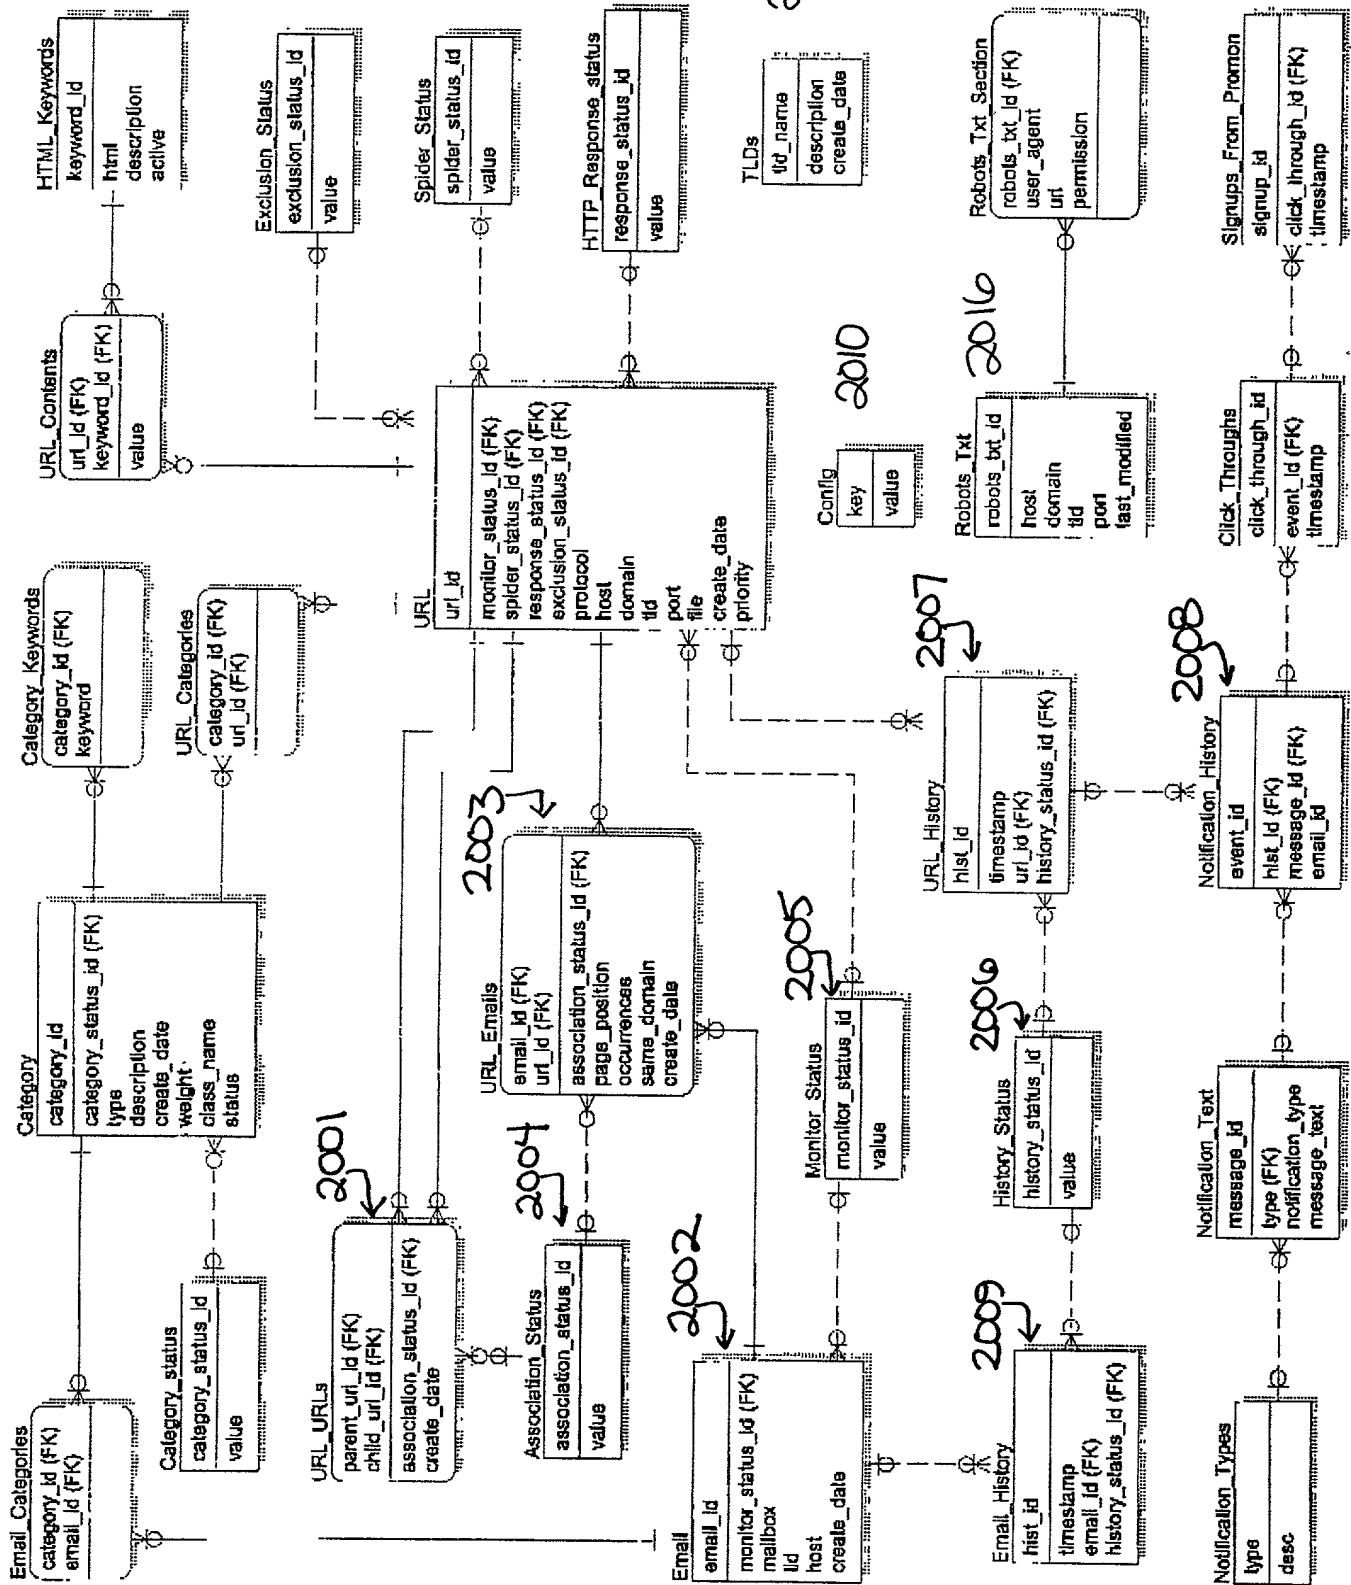 Email_Categories
category_id (FK)
email_id (FK)
Category_status
category_status_id
value
Category
category_id
category_status_id (FK)
type
description
create_date
weight
class_name
status
Category_Keywords
category_id (FK)
keyword
URL_Categories
category_id (FK)
url_id (FK)
URL_Contents
url_id (FK)
keyword_id (FK)
value
HTML_Keywords
keyword_id
html
description
active
Exclusion_Status
exclusion_status_id
value
Spider_Status
spider_status_id
value
HTTP_Response_status
response_status_id
value
URL_URLs
parent_url_id (FK)
child_url_id (FK)
association_status_id (FK)
create_date
2001
Association_Status
association_status_id
value
2004
URL_Emails
email_id (FK)
url_id (FK)
association_status_id (FK)
page_position
occurrences
same_domain
create_date
2003
URL
url_id
monitor_status_id (FK)
spider_status_id (FK)
response_status_id (FK)
exclusion_status_id (FK)
protocol
host
domain
tld
port
file
create_date
priority
Email
email_id
monitor_status_id (FK)
mailbox
tld
host
create_date
2002
Monitor_Status
monitor_status_id
value
2005
TLDs
tld_name
description
create_date
Config
key
value
2010
Email_History
hist_id
timestamp
email_id (FK)
history_status_id (FK)
2009
History_Status
history_status_id
value
2006
URL_History
hist_id
timestamp
url_id (FK)
history_status_id (FK)
2007
Robots_Txt
robots_txt_id
host
domain
tld
port
last_modified
2016
Robots_Txt_Section
robots_txt_id (FK)
user_agent
url
permission
Notification_Types
type
desc
Notification_Text
message_id
type (FK)
notification_type
message_text
Notification_History
event_id
hist_id (FK)
message_id (FK)
email_id
2008
Click_Throughs
click_through_id
event_id (FK)
timestamp
Signups_From_Promon
signup_id
click_through_id (FK)
timestamp